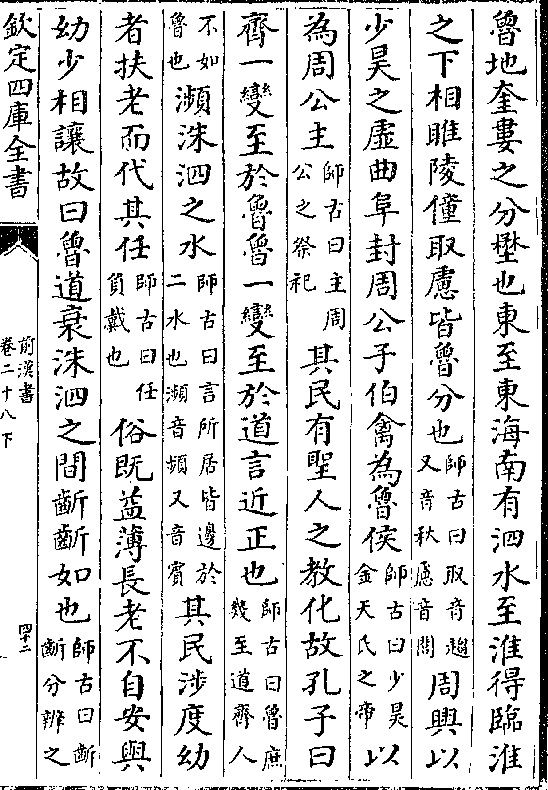 魯地奎婁之分壄也東至東海南有泗水至淮得臨淮
之下相睢陵僮取慮皆魯分也師古曰取音趨又音秋慮音閭周興以
少昊之虛曲阜封周公子伯禽為魯侯師古曰少昊金天氏之帝以
為周公主師古曰主周公之祭祀其民有聖人之教化故孔子曰
齊一變至於魯魯一變至於道言近正也師古曰魯庶幾至道齊人
不如魯也瀕洙泗之水師古曰言所居皆邊於二水也瀕音頻又音賓其民涉度幼
者扶老而代其任師古曰任負戴也俗既益薄長老不自安與
幼少相讓故曰魯道衰洙泗之間齗齗如也師古曰齗齗分辨之
欽定四庫全書
前漢書
卷二十八下
四十二